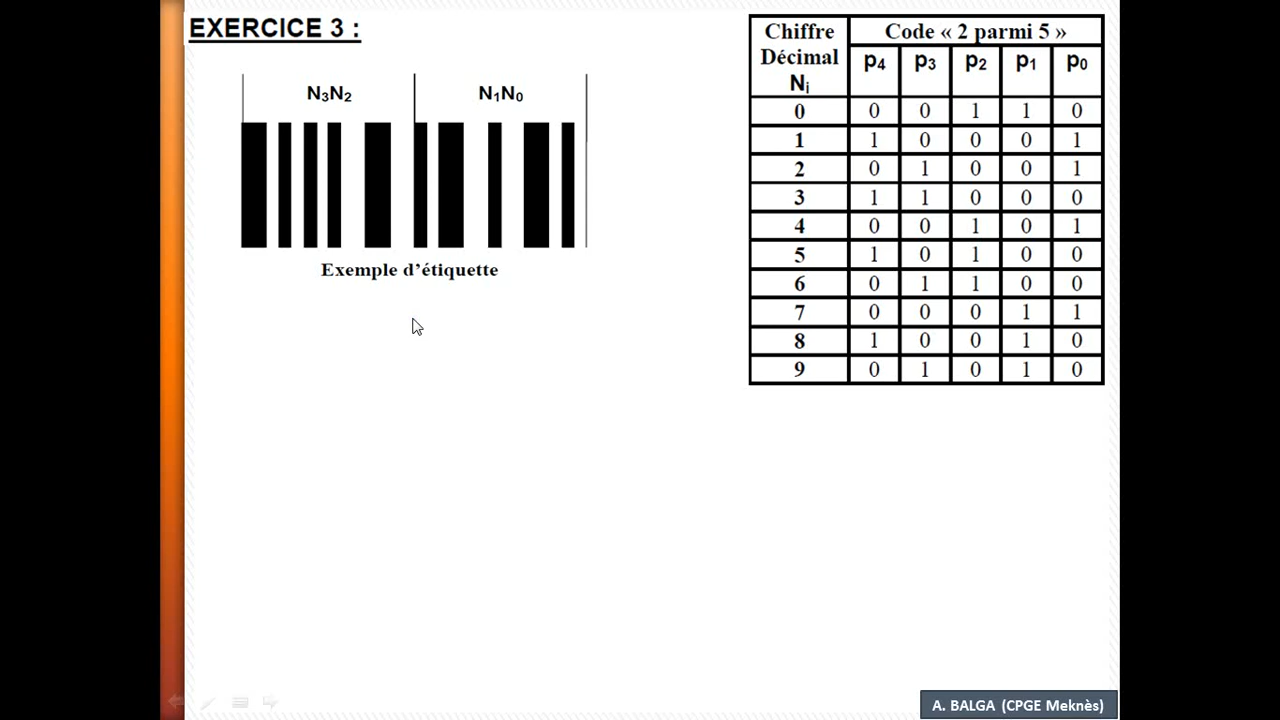 EXERCICE 3 :
N₃N₂ N₁N₀
Exemple d’étiquette
Chiffre Décimal Nᵢ Code « 2 parmi 5 »
p₄ p₃ p₂ p₁ p₀
0 0 0 1 1 0
1 1 0 0 0 1
2 0 1 0 0 1
3 1 1 0 0 0
4 0 0 1 0 1
5 1 0 1 0 0
6 0 1 1 0 0
7 0 0 0 1 1
8 1 0 0 1 0
9 0 1 0 1 0
A. BALGA (CPGE Meknès)